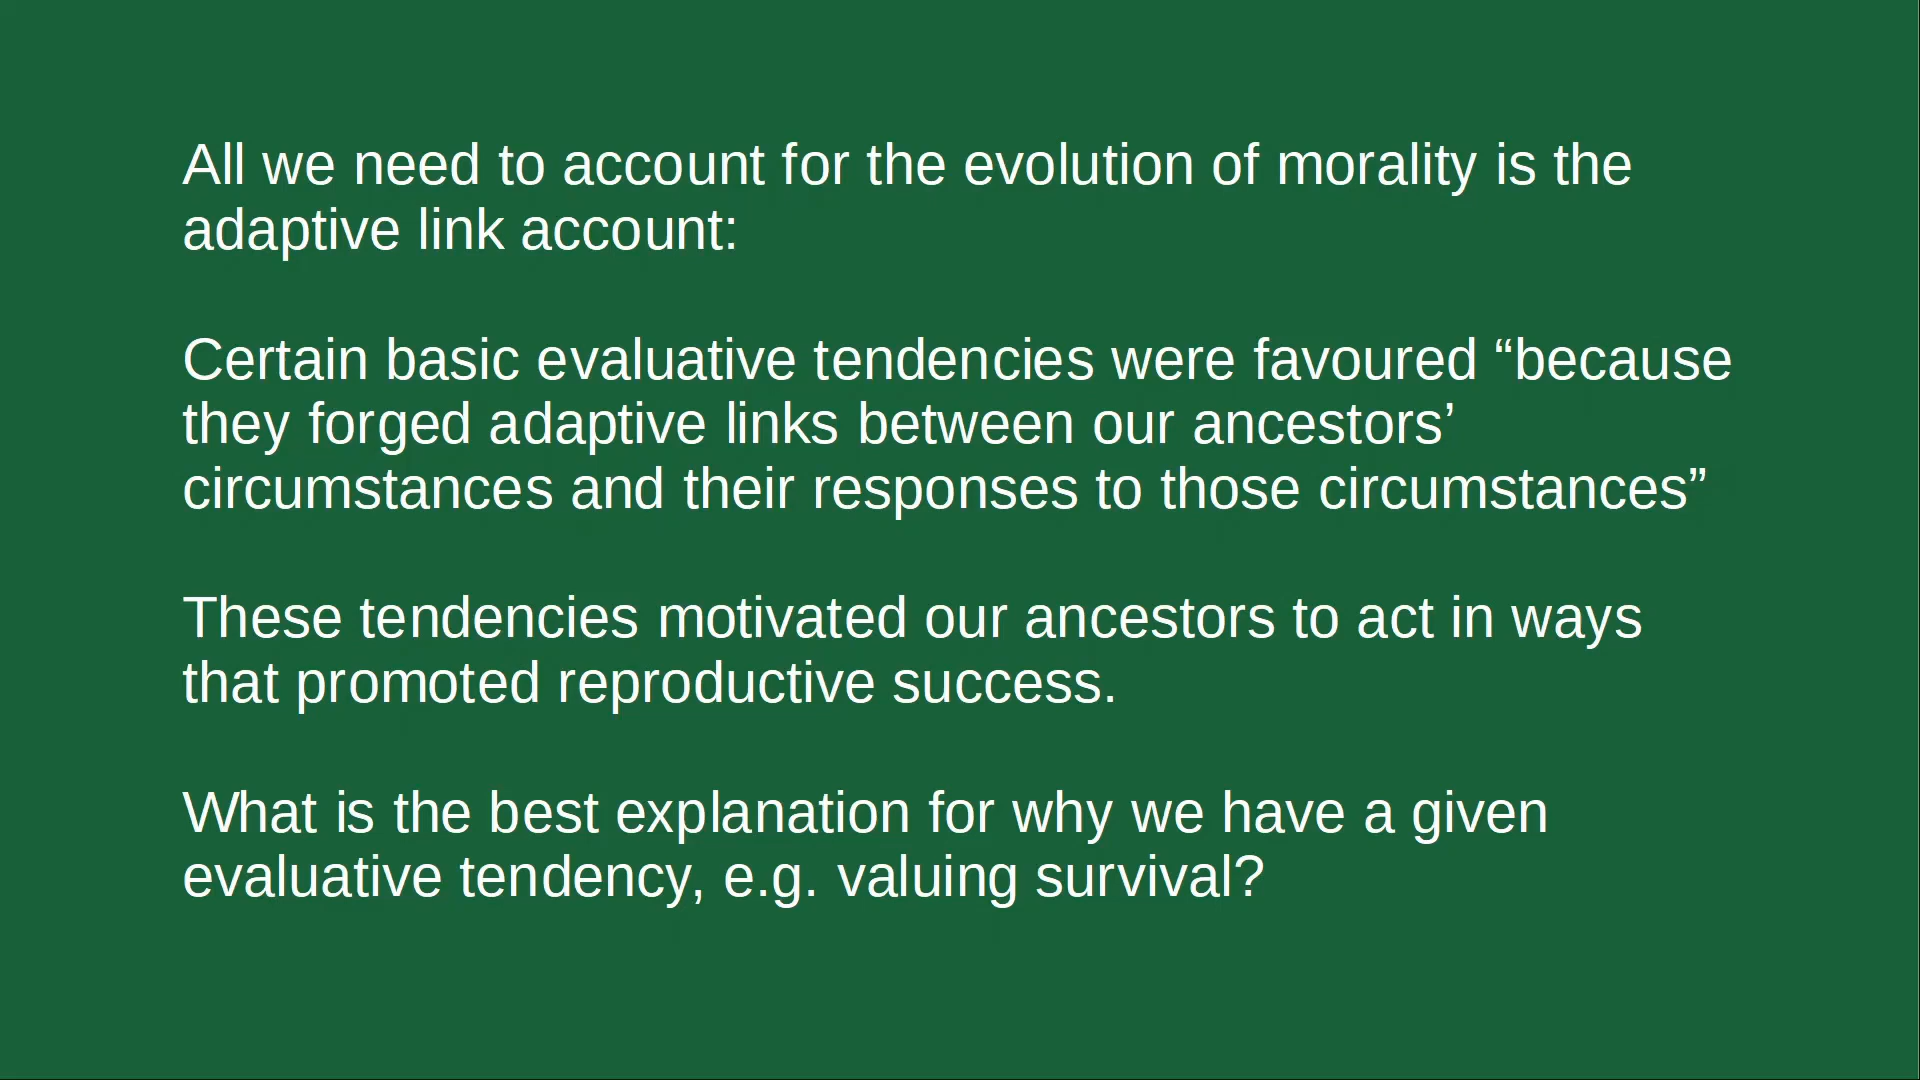 All we need to account for the evolution of morality is the
adaptive link account:
Certain basic evaluative tendencies were favoured “because
they forged adaptive links between our ancestors’
circumstances and their responses to those circumstances”
These tendencies motivated our ancestors to act in ways
that promoted reproductive success.
What is the best explanation for why we have a given
evaluative tendency, e.g. valuing survival?